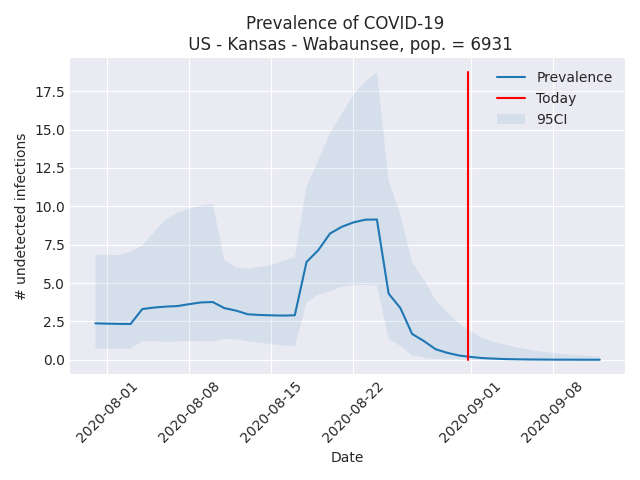 Prevalence of COVID-19
US - Kansas - Wabaunsee, pop. = 6931
Prevalence
Today
95CI
# undetected infections
17.5
15.0
12.5
10.0
7.5
5.0
2.5
0.0
2020-08-01
2020-08-08
2020-08-15
2020-08-22
2020-09-01
2020-09-08
Date